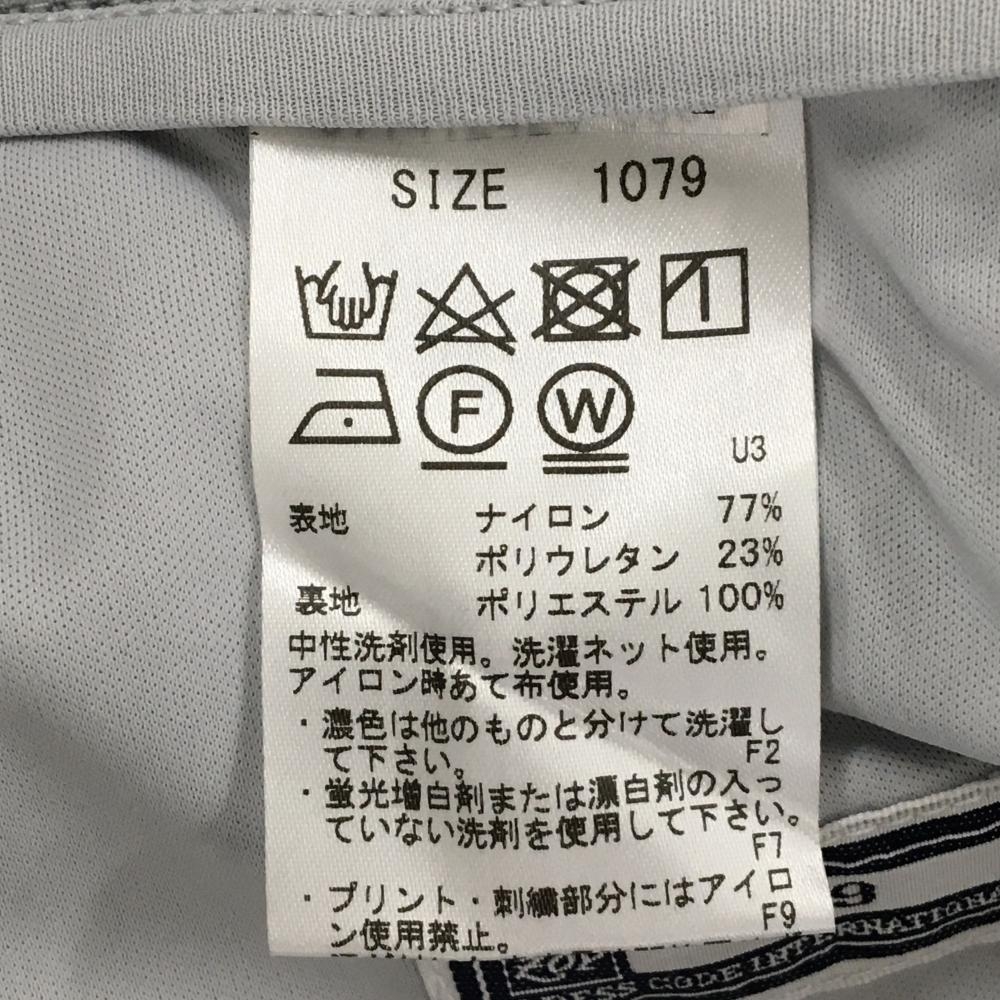 SIZE 1079
F W
U3
表地 ナイロン 77%
ポリウレタン 23%
裏地 ポリエステル 100%
中性洗剤使用。洗濯ネット使用。
アイロン時あて布使用。
・濃色は他のものと分けて洗濯し
て下さい。 F2
・蛍光増白剤または漂白剤の入っ
ていない洗剤を使用して下さい。
F7
・プリント・刺繍部分にはアイロ
ン使用禁止。 F9
9
DRESS CODE INTERNATIONAL